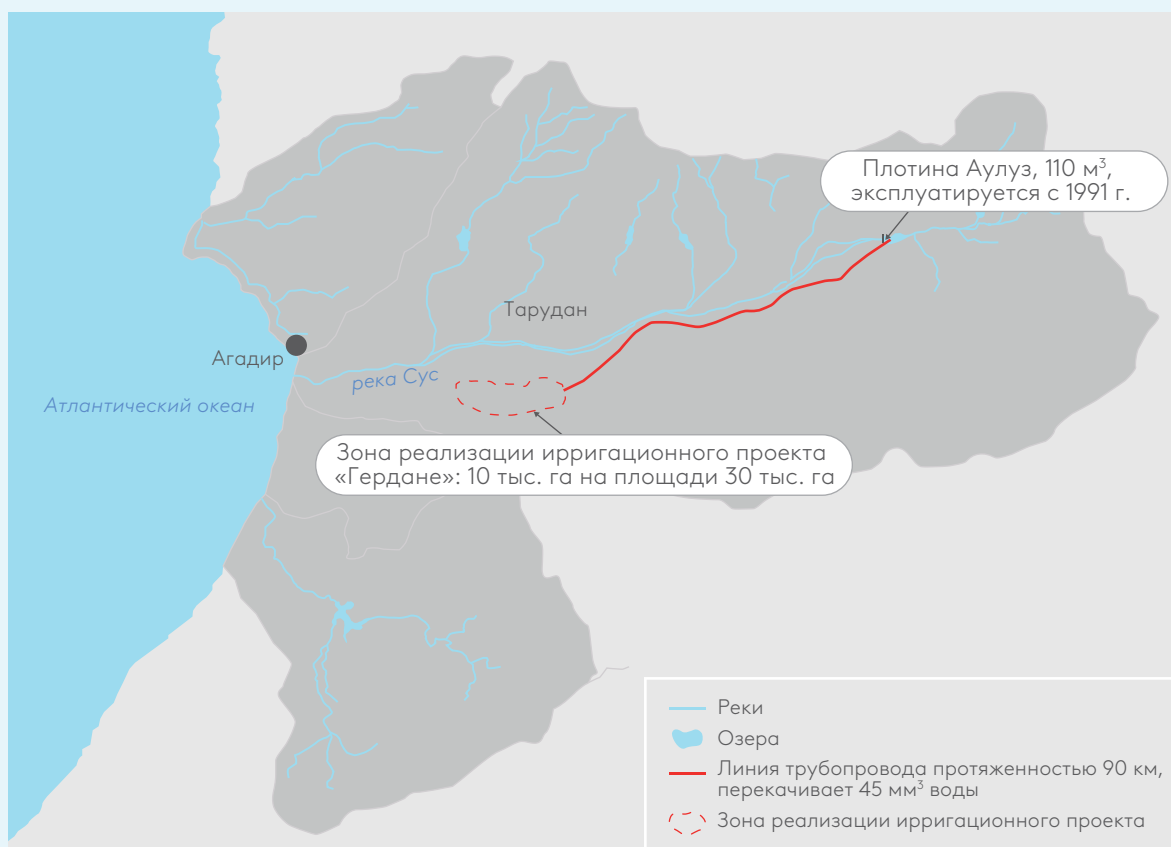 Плотина Аулуз, 110 м³,
эксплуатируется с 1991 г.
Тарудан
Агадир
река Сус
Атлантический океан
Зона реализации ирригационного проекта
«Гердане»: 10 тыс. га на площади 30 тыс. га
Реки
Озера
Линия трубопровода протяженностью 90 км,
перекачивает 45 мм³ воды
Зона реализации ирригационного проекта